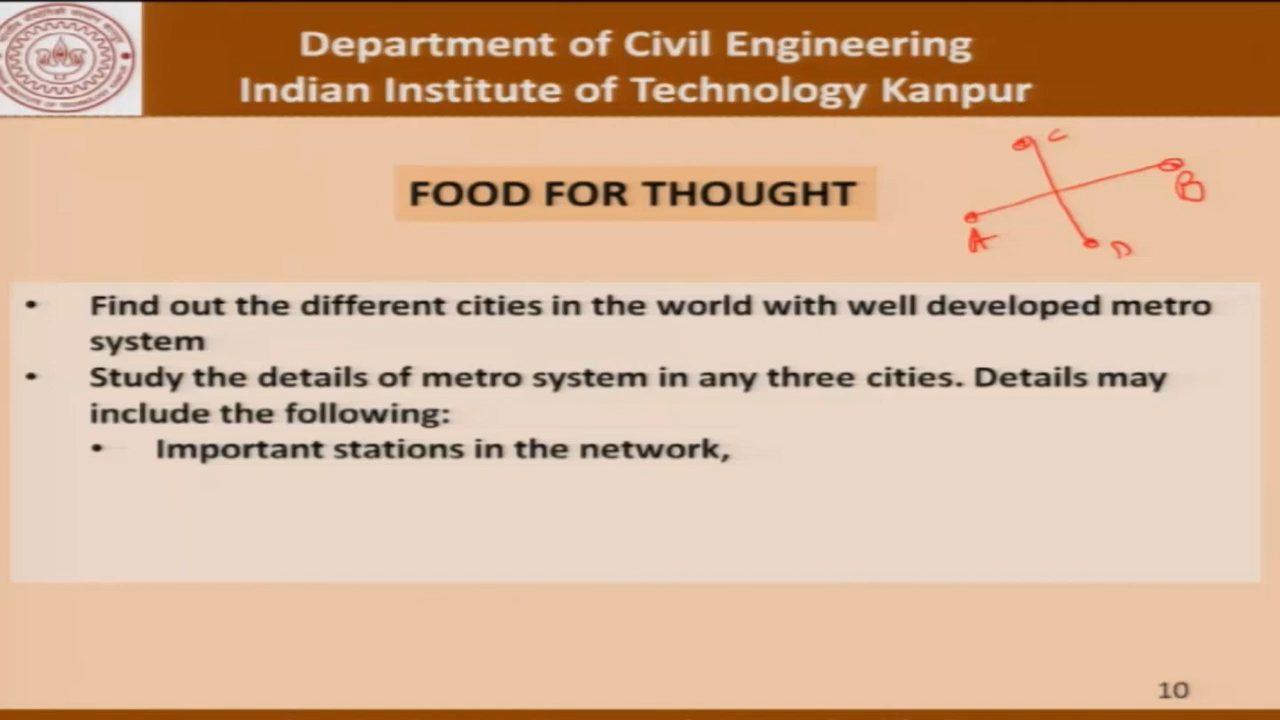 Department of Civil Engineering
Indian Institute of Technology Kanpur
C
B
A
D
FOOD FOR THOUGHT
• Find out the different cities in the world with well developed metro
system
• Study the details of metro system in any three cities. Details may
include the following:
• Important stations in the network,
10